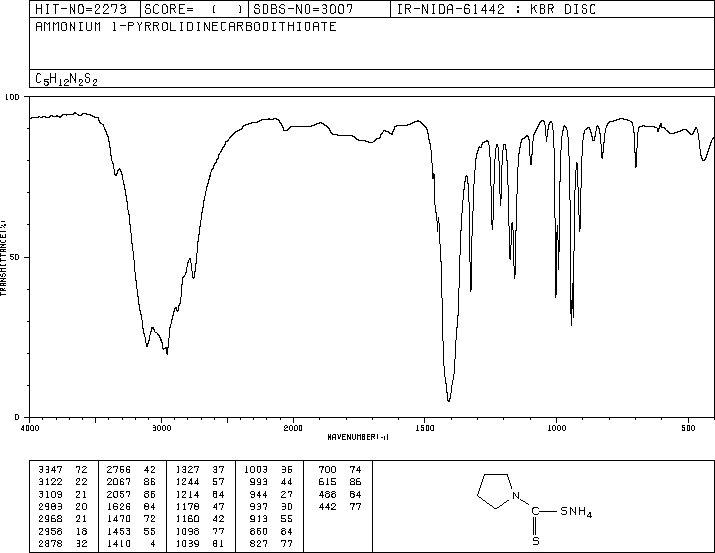 HIT-NO=2273 SCORE= ( ) SDBS-NO=3007 IR-NIDA-61442 : KBR DISC
AMMONIUM 1-PYRROLIDINECARBODITHIOATE
C5H12N2S2
100
50
0
TRANSMITTANCE(%)
4000 3000 2000 1500 1000 500
WAVENUMBER(-1)
3347 72 2756 42 1327 37 1003 36 700 74
3122 22 2067 86 1244 57 993 44 615 86
3109 21 2057 86 1214 64 944 27 486 84
2983 20 1626 84 1178 47 937 30 442 77
2968 21 1470 72 1160 42 913 55
2956 18 1453 55 1098 77 860 84
2878 32 1410 4 1039 81 827 77
N
C SNH4
S